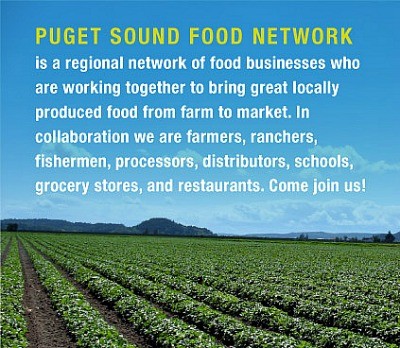 PUGET SOUND FOOD NETWORK
is a regional network of food businesses who
are working together to bring great locally
produced food from farm to market. In
collaboration we are farmers, ranchers,
fishermen, processors, distributors, schools,
grocery stores, and restaurants. Come join us!